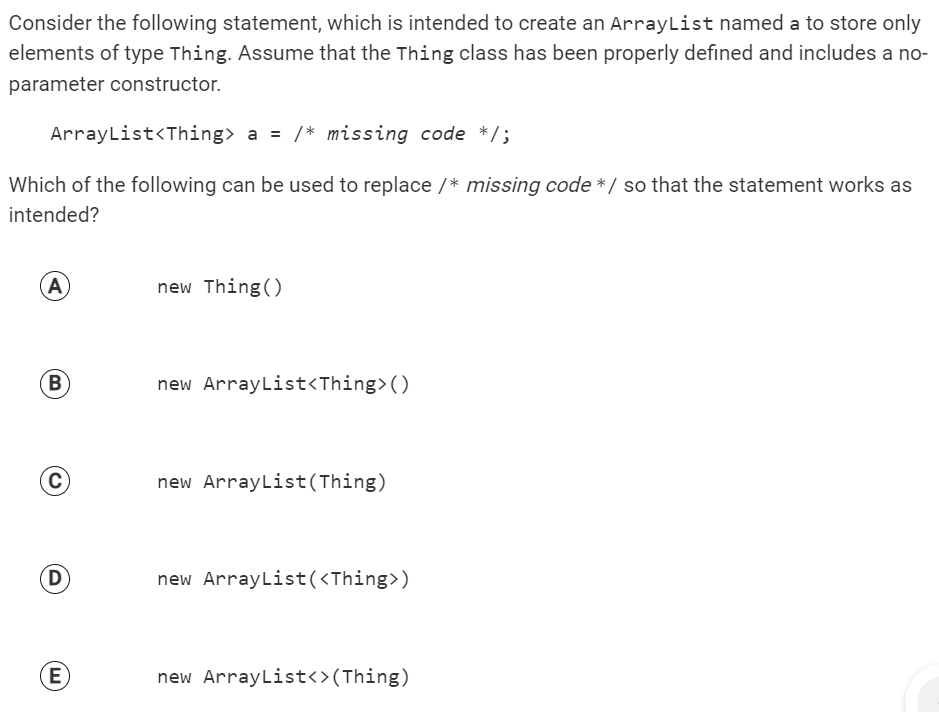 Consider the following statement, which is intended to create an ArrayList named a to store only
elements of type Thing. Assume that the Thing class has been properly defined and includes a no-
parameter constructor.
ArrayList<Thing> a = /* missing code */;
Which of the following can be used to replace /* missing code */ so that the statement works as
intended?
A new Thing()
B new ArrayList<Thing>()
C new ArrayList(Thing)
D new ArrayList(<Thing>)
E new ArrayList<>(Thing)